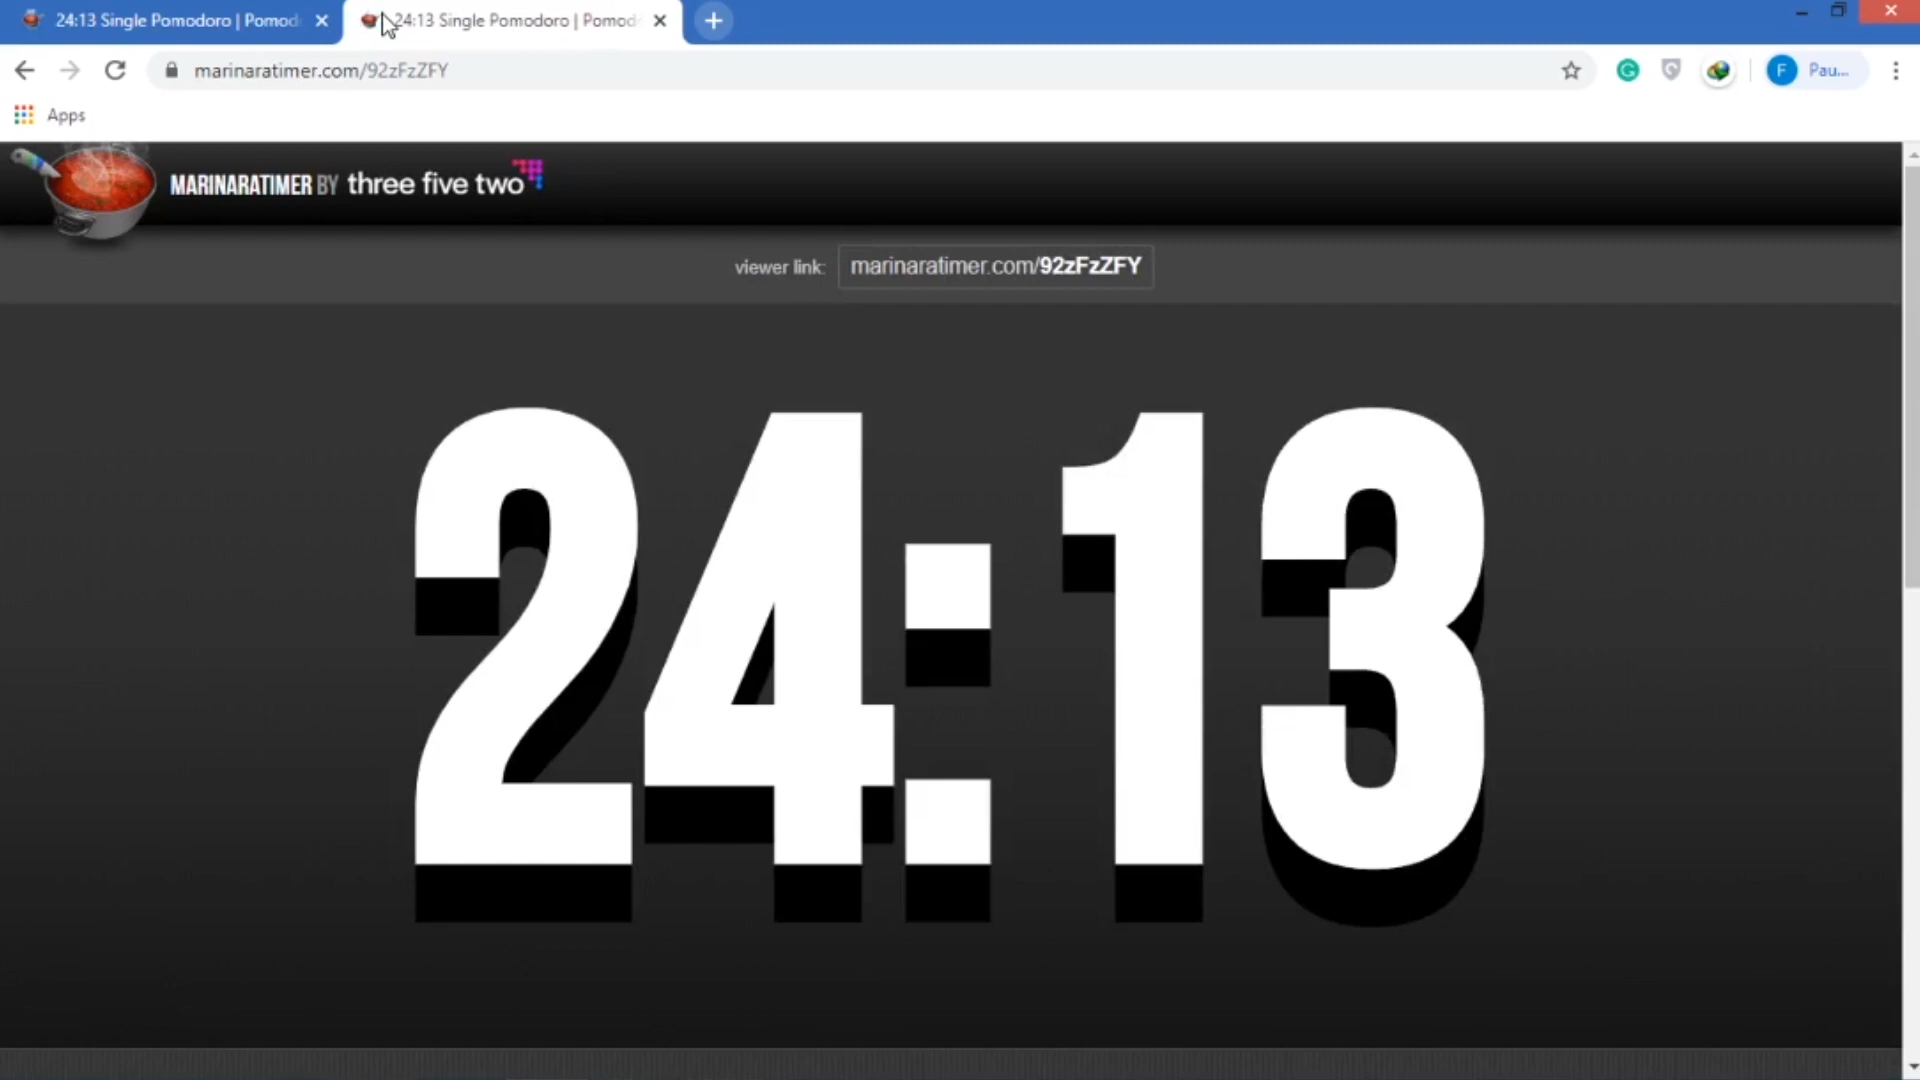 24:13 Single Pomodoro | Pomod
24:13 Single Pomodoro | Pomod
marinaratimer.com/92zFzZFY
F
Pau...
Apps
MARINARATIMER BY three five two
viewer link:
marinaratimer.com/92zFzZFY
24:13